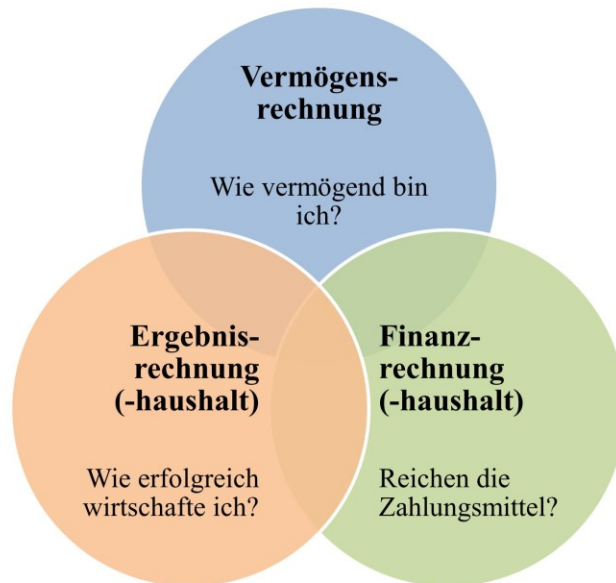 Vermögens-
rechnung
Wie vermögend bin
ich?
Ergebnis-
rechnung
(-haushalt)
Wie erfolgreich
wirtschafte ich?
Finanz-
rechnung
(-haushalt)
Reichen die
Zahlungsmittel?